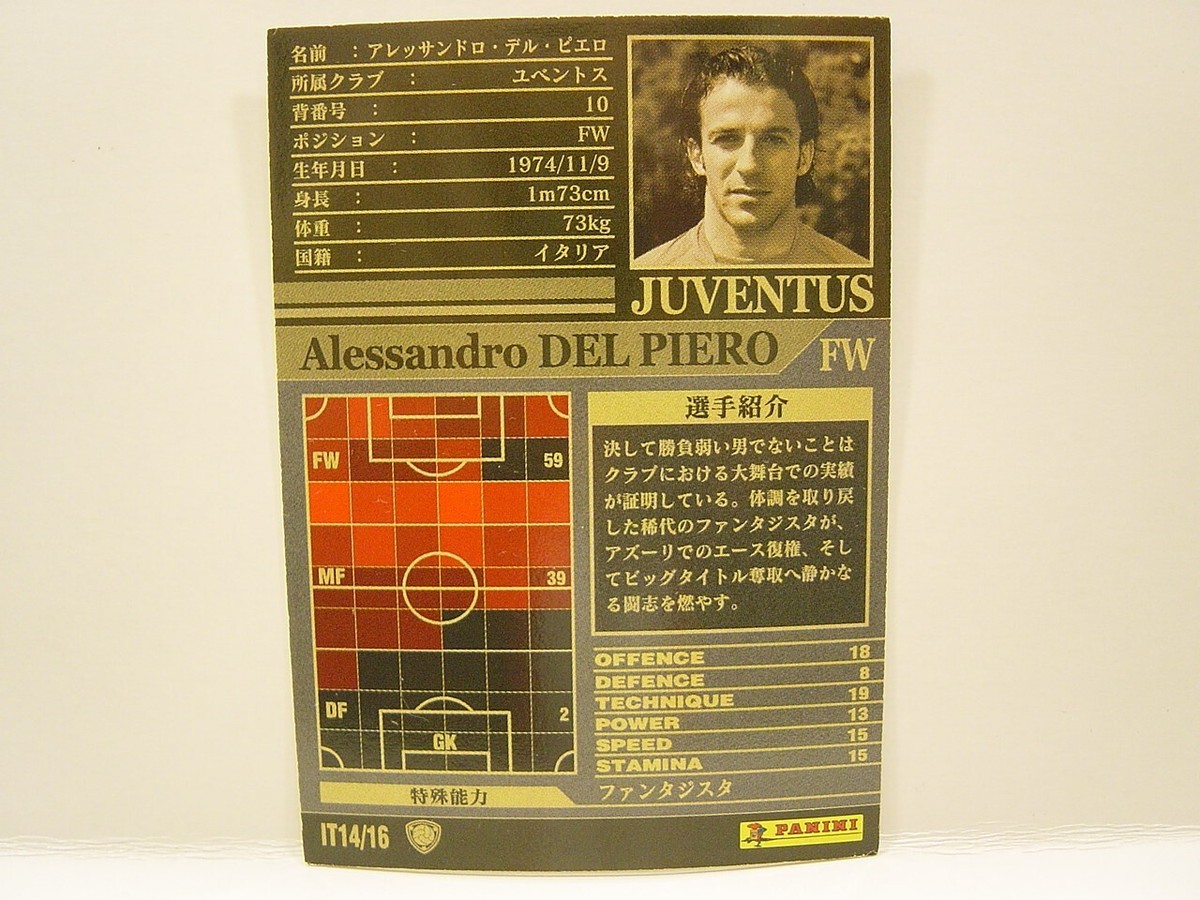 名前 : アレッサンドロ・デル・ピエロ
所属クラブ : ユベントス
背番号 : 10
ポジション : FW
生年月日 : 1974/11/9
身長 : 1m73cm
体重 : 73kg
国籍 : イタリア
JUVENTUS
Alessandro DEL PIERO FW
FW 59
MF 39
DF 2
GK
選手紹介
決して勝負弱い男でないことは
クラブにおける大舞台での実績
が証明している。体調を取り戻
した稀代のファンタジスタが、
アズーリでのエース復権、そし
てビッグタイトル奪取へ静かな
る闘志を燃やす。
OFFENCE 18
DEFENCE 8
TECHNIQUE 19
POWER 13
SPEED 15
STAMINA 15
特殊能力 ファンタジスタ
IT14/16 PANINI